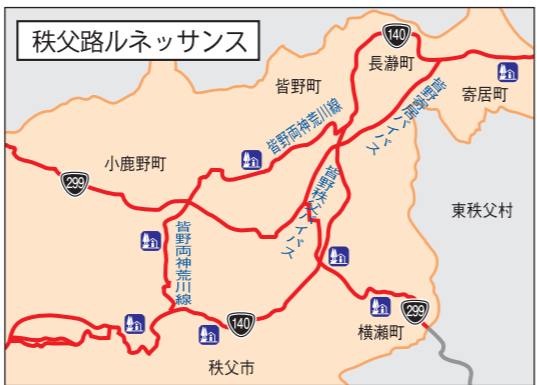 秩父路ルネッサンス
140
長瀞町
皆野町
寄居町
皆野寄居バイパス
皆野両神荒川線
小鹿野町
299
皆野秩父バイパス
東秩父村
皆野両神荒川線
140
299
横瀬町
秩父市